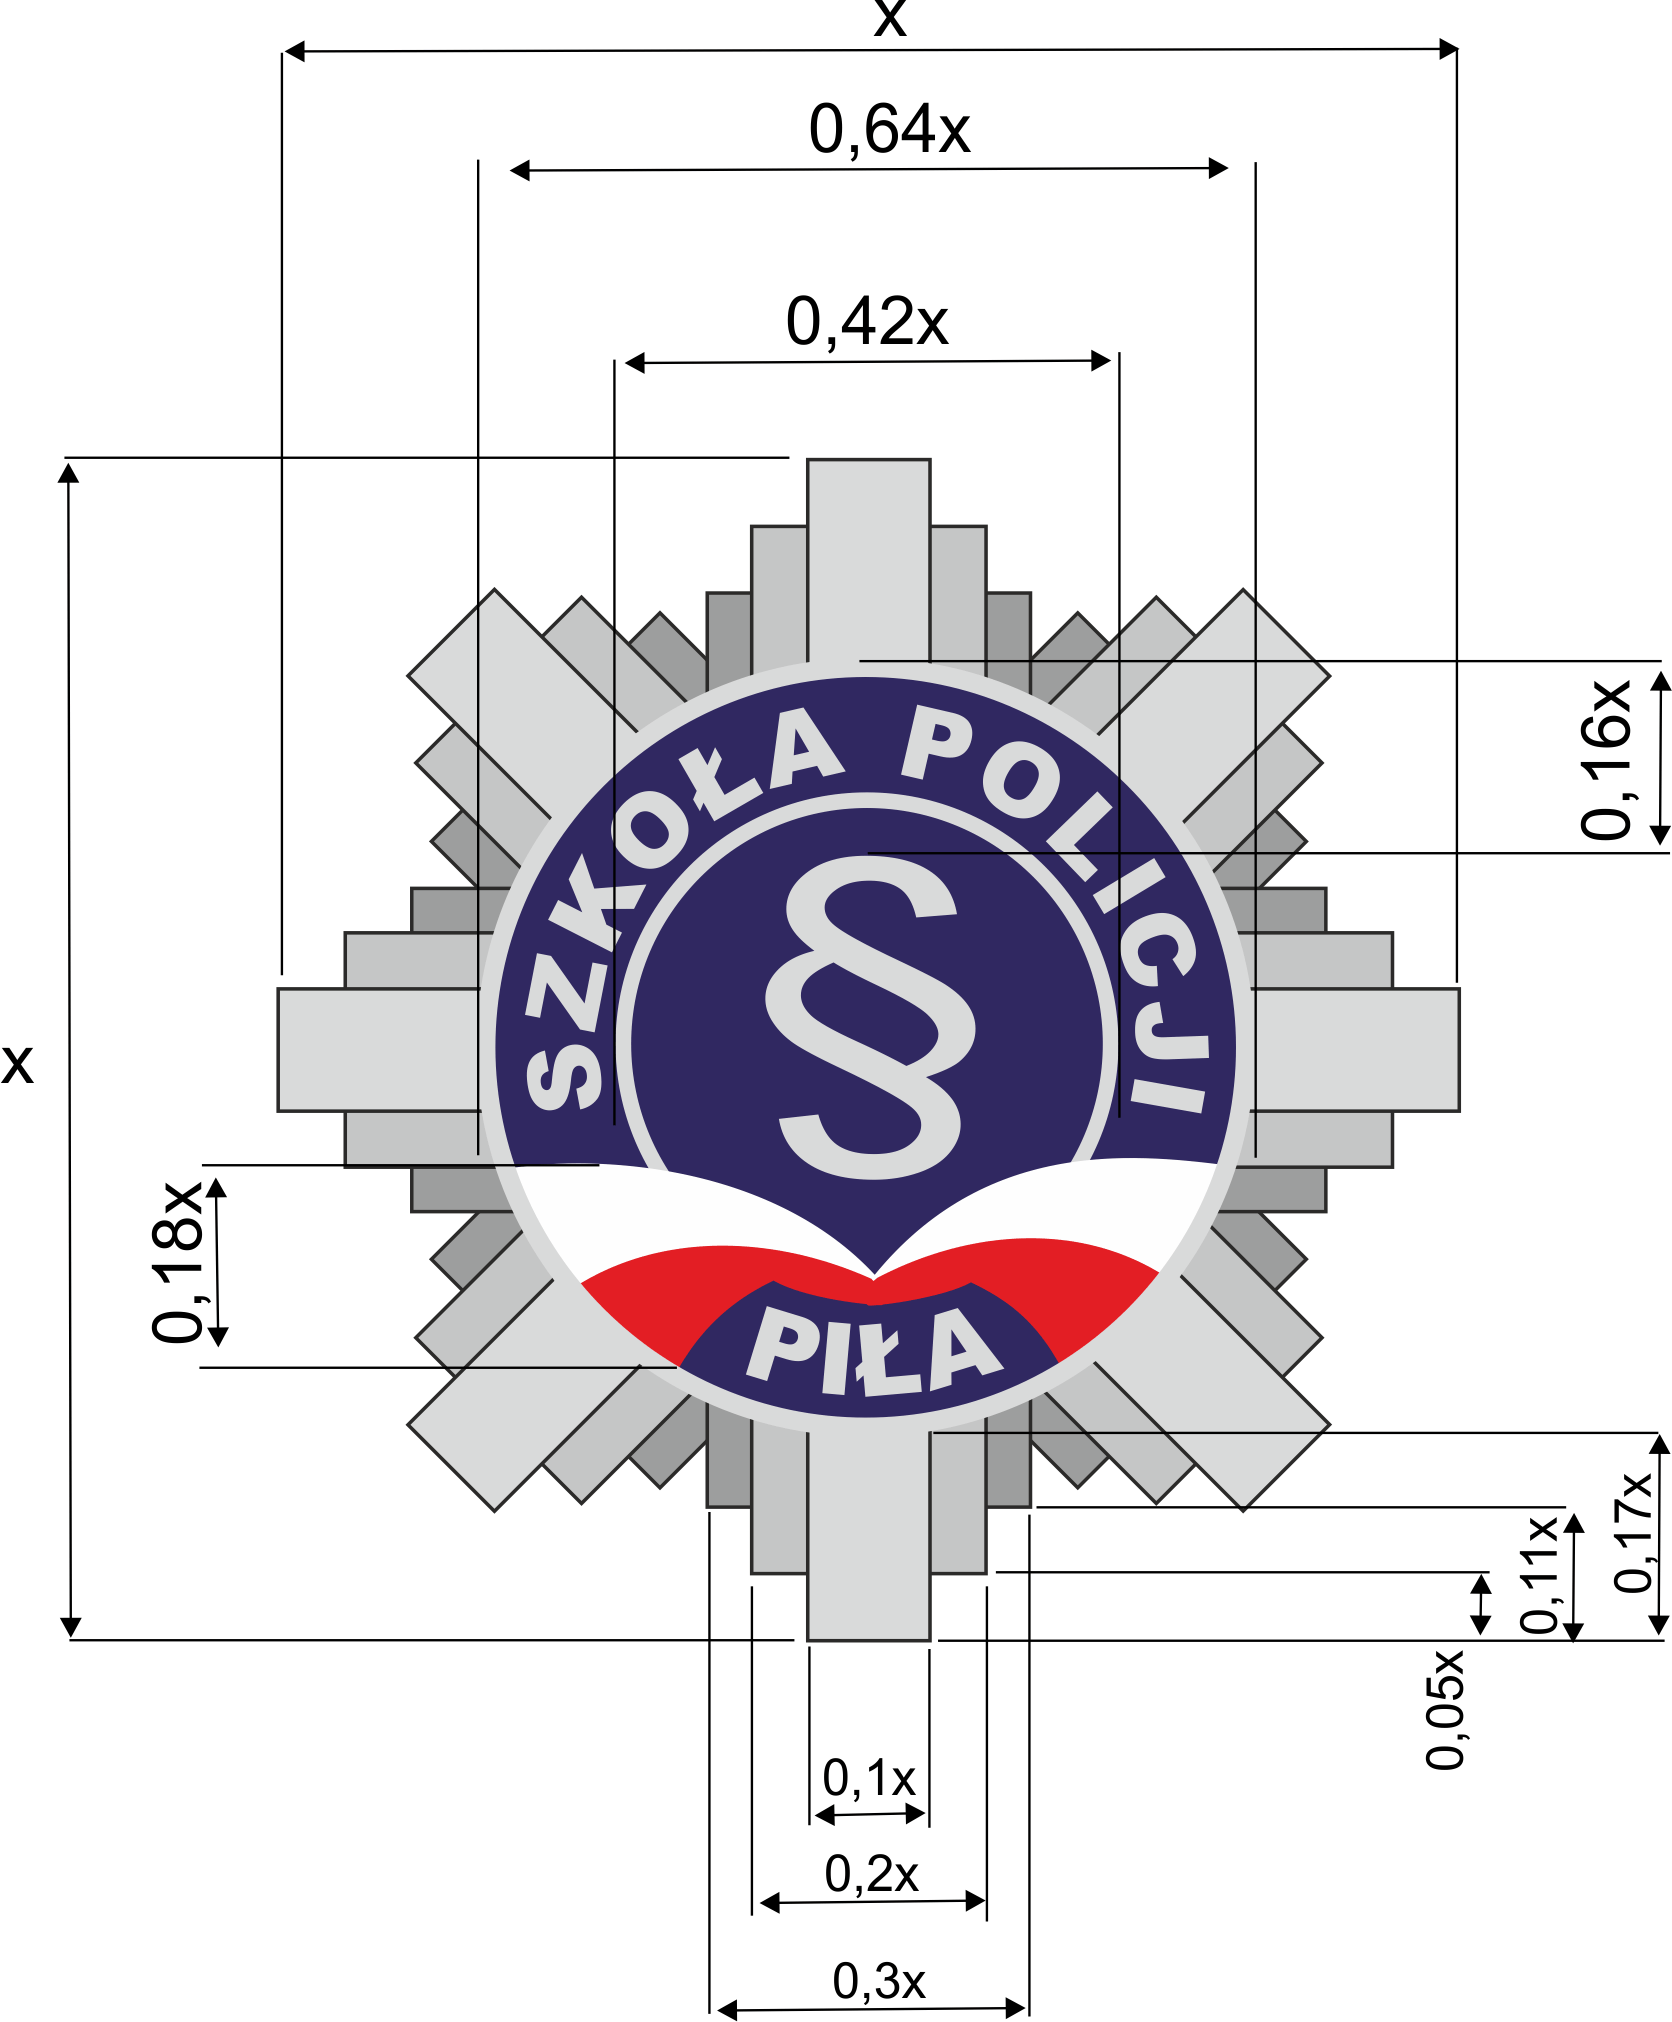 x
0,64x
0,42x
SZKOŁA POLICJI
0,16x
§
x
0,18x
PIŁA
0,17x
0,11x
0,05x
0,1x
0,2x
0,3x